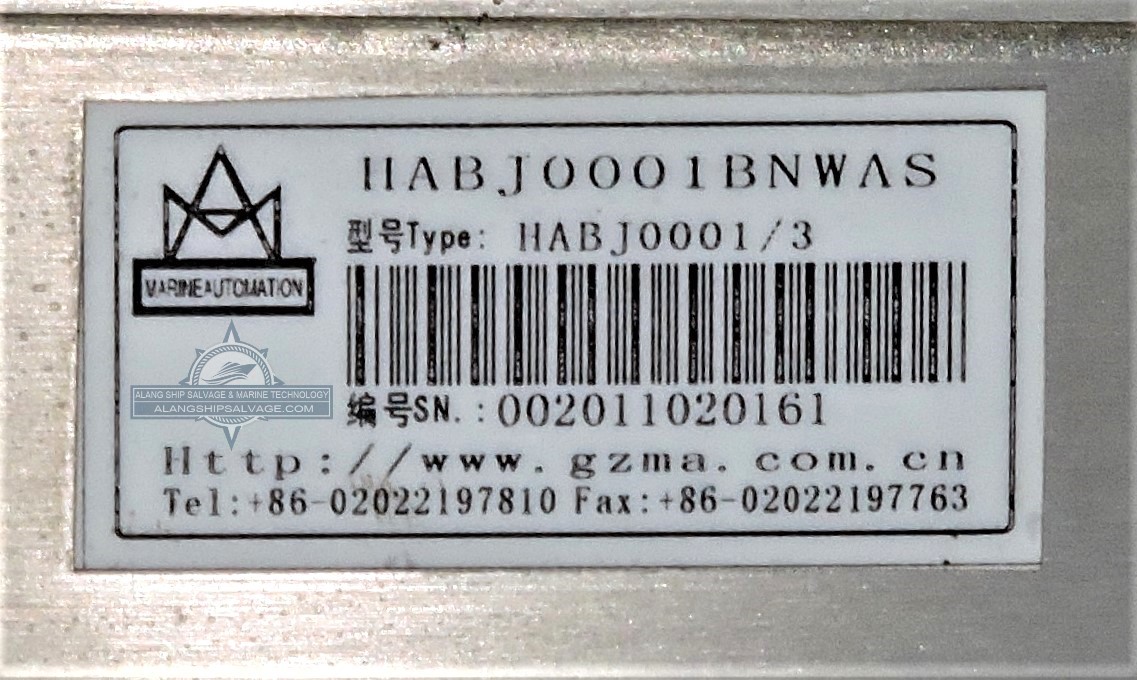 HABJ0001BNWAS
型号Type: HABJ0001/3
MARINEAUTOMATION
ALANG SHIP SALVAGE & MARINE TECHNOLOGY
ALANGSHIPSALVAGE.COM
编号SN.:002011020161
Http://www.gzma.com.cn
Tel:+86-02022197810 Fax:+86-02022197763